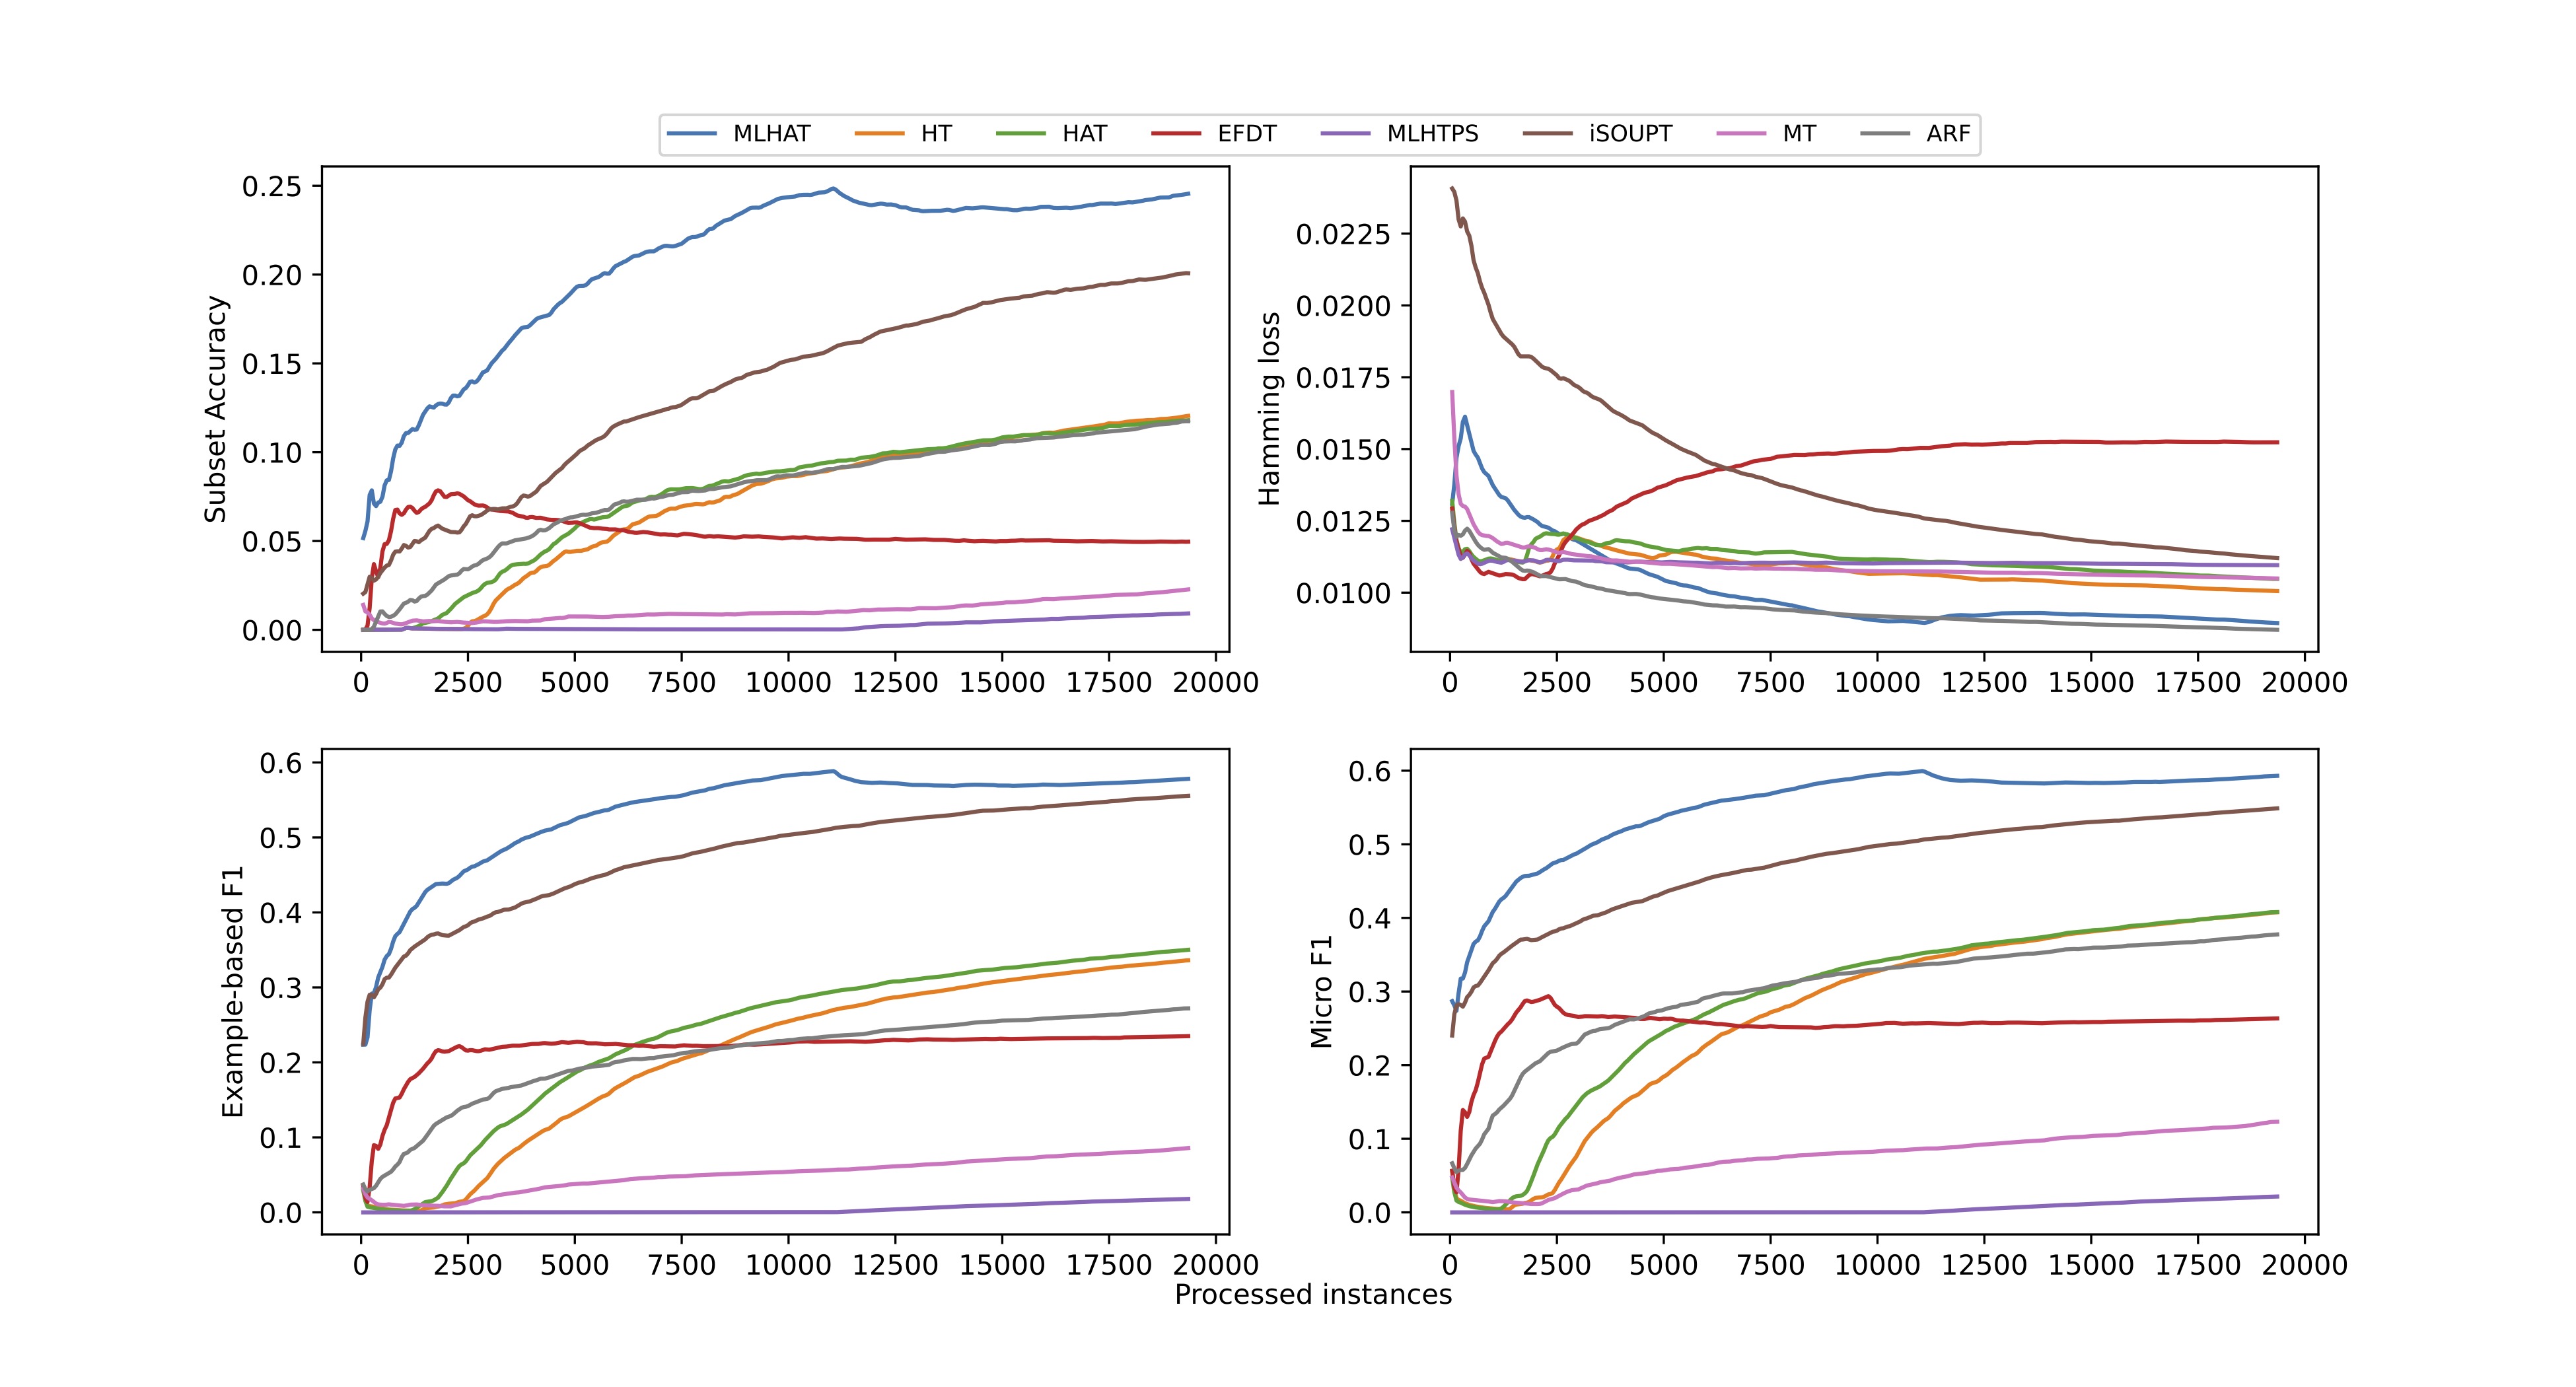 MLHAT HT HAT EFDT MLHTPS iSOUPT MT ARF
Subset Accuracy
0.25
0.20
0.15
0.10
0.05
0.00
0 2500 5000 7500 10000 12500 15000 17500 20000
Hamming loss
0.0225
0.0200
0.0175
0.0150
0.0125
0.0100
0 2500 5000 7500 10000 12500 15000 17500 20000
Example-based F1
0.6
0.5
0.4
0.3
0.2
0.1
0.0
0 2500 5000 7500 10000 12500 15000 17500 20000
Micro F1
0.6
0.5
0.4
0.3
0.2
0.1
0.0
0 2500 5000 7500 10000 12500 15000 17500 20000
Processed instances